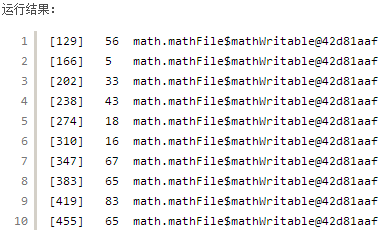 运行结果:
1 [129] 56 math.mathFile$mathWritable@42d81aaf
2 [166] 5 math.mathFile$mathWritable@42d81aaf
3 [202] 33 math.mathFile$mathWritable@42d81aaf
4 [238] 43 math.mathFile$mathWritable@42d81aaf
5 [274] 18 math.mathFile$mathWritable@42d81aaf
6 [310] 16 math.mathFile$mathWritable@42d81aaf
7 [347] 67 math.mathFile$mathWritable@42d81aaf
8 [383] 65 math.mathFile$mathWritable@42d81aaf
9 [419] 83 math.mathFile$mathWritable@42d81aaf
10 [455] 65 math.mathFile$mathWritable@42d81aaf